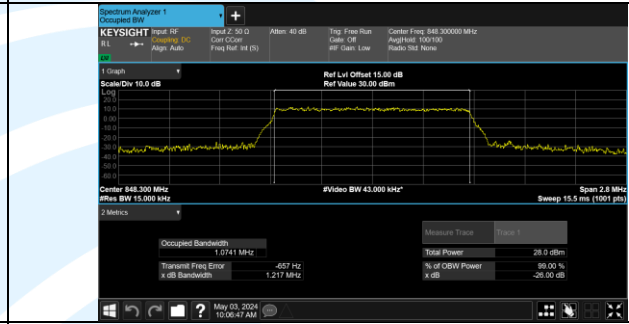 Spectrum Analyzer 1
Occupied BW
KEYSIGHT Input: RF Input Z: 50 Ω Atten: 40 dB Trig: Free Run Center Freq: 848.300000 MHz
RL Coupling: DC Corr CCorr Gate: Off Avg|Hold: 100/100
Align: Auto Freq Ref: Int (S) #IF Gain: Low Radio Std: None
1 Graph
Ref Lvl Offset 15.00 dB
Scale/Div 10.0 dB Ref Value 30.00 dBm
Log
20.0
10.0
0.00
-10.0
-20.0
-30.0
-40.0
-50.0
-60.0
Center 848.300 MHz #Video BW 43.000 kHz* Span 2.8 MHz
#Res BW 15.000 kHz Sweep 15.5 ms (1001 pts)
2 Metrics
Measure Trace Trace 1
Occupied Bandwidth
1.0741 MHz Total Power 28.0 dBm
Transmit Freq Error -657 Hz % of OBW Power 99.00 %
x dB Bandwidth 1.217 MHz x dB -26.00 dB
May 03, 2024
10:06:47 AM